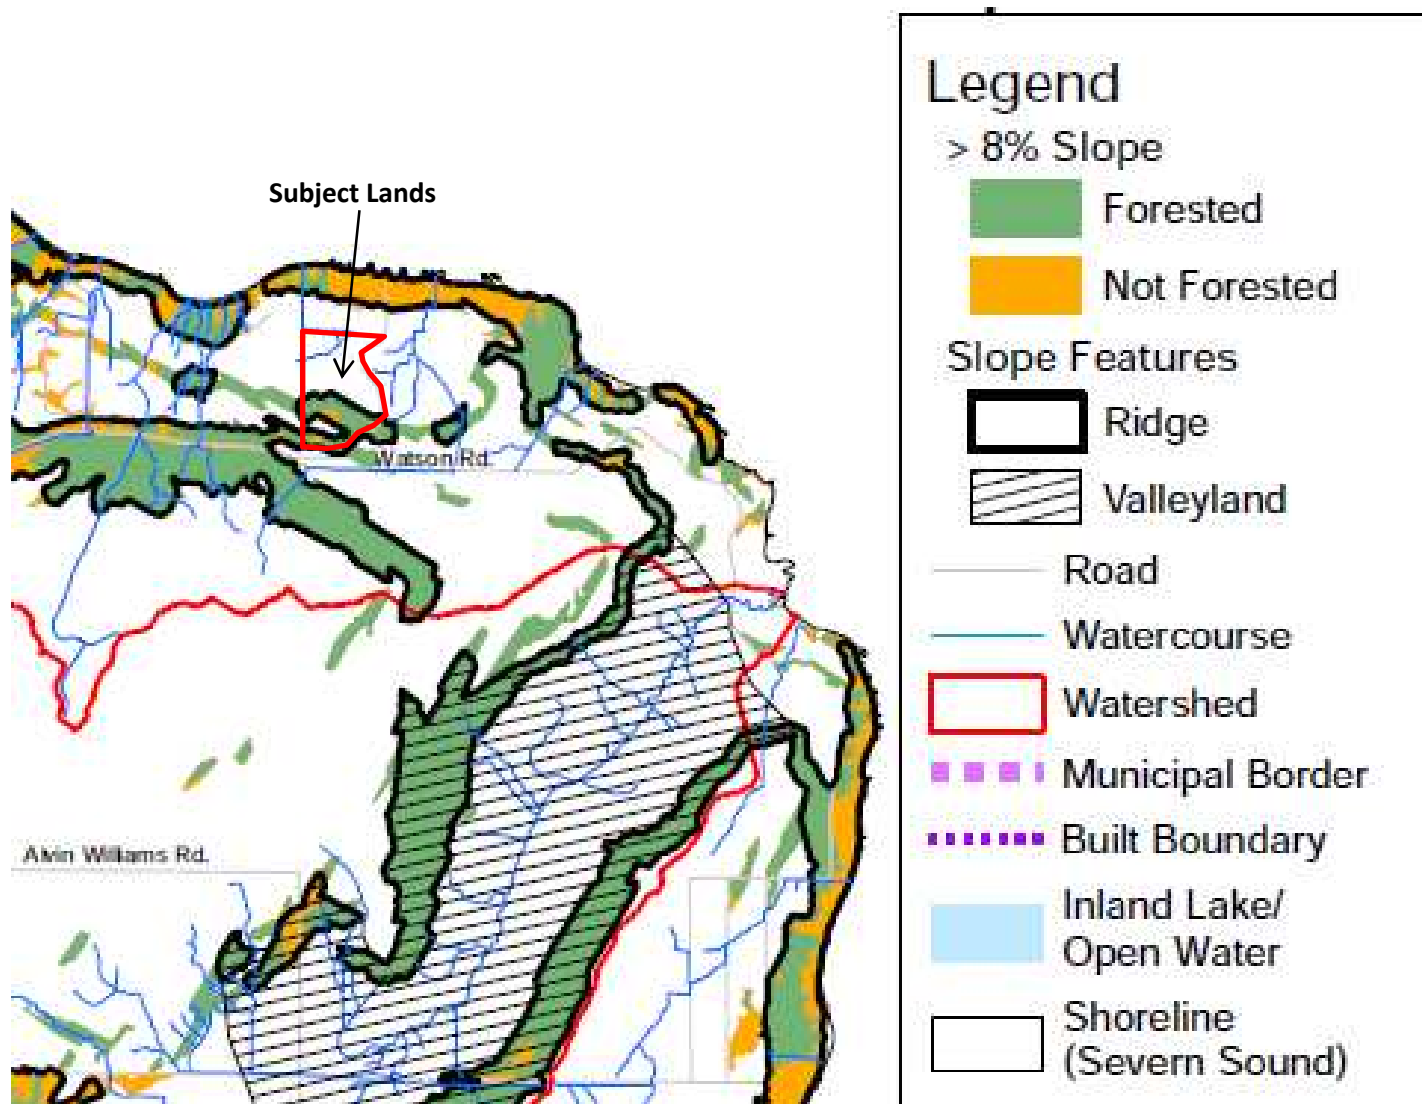 Subject Lands
Watson Rd.
Alvin Williams Rd.
Legend
> 8% Slope
Forested
Not Forested
Slope Features
Ridge
Valleyland
Road
Watercourse
Watershed
Municipal Border
Built Boundary
Inland Lake/
Open Water
Shoreline
(Severn Sound)